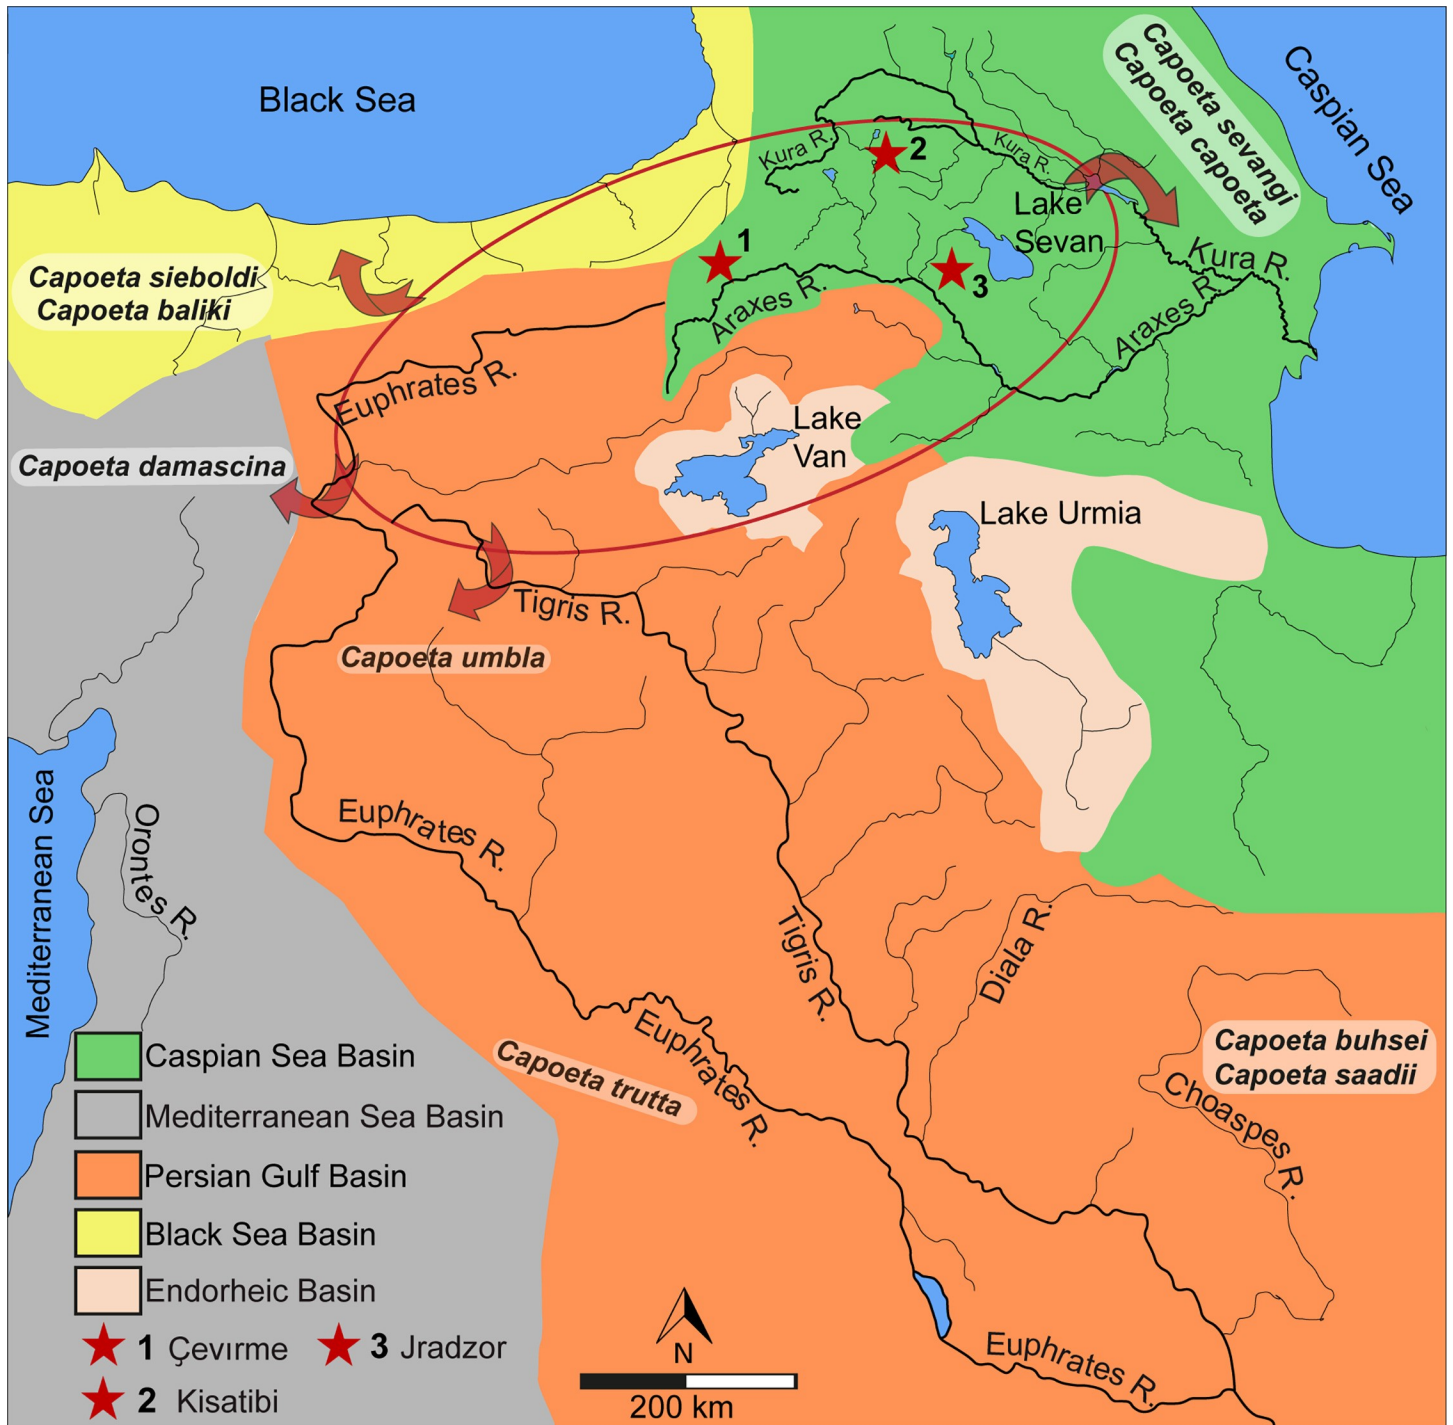 Black Sea
Caspian Sea
Capoeta sevangi
Capoeta capoeta
Kura R.
Kura R.
2
Lake
Sevan
1
3
Kura R.
Araxes R.
Araxes R.
Capoeta sieboldi
Capoeta baliki
Euphrates R.
Lake
Van
Capoeta damascina
Lake Urmia
Tigris R.
Capoeta umbla
Mediterranean Sea
Orontes R.
Euphrates R.
Tigris R.
Diala R.
Euphrates R.
Capoeta trutta
Capoeta buhsei
Capoeta saadii
Choaspes R.
Caspian Sea Basin
Mediterranean Sea Basin
Persian Gulf Basin
Black Sea Basin
Endorheic Basin
1 Çevırme
3 Jradzor
2 Kisatibi
N
200 km
Euphrates R.